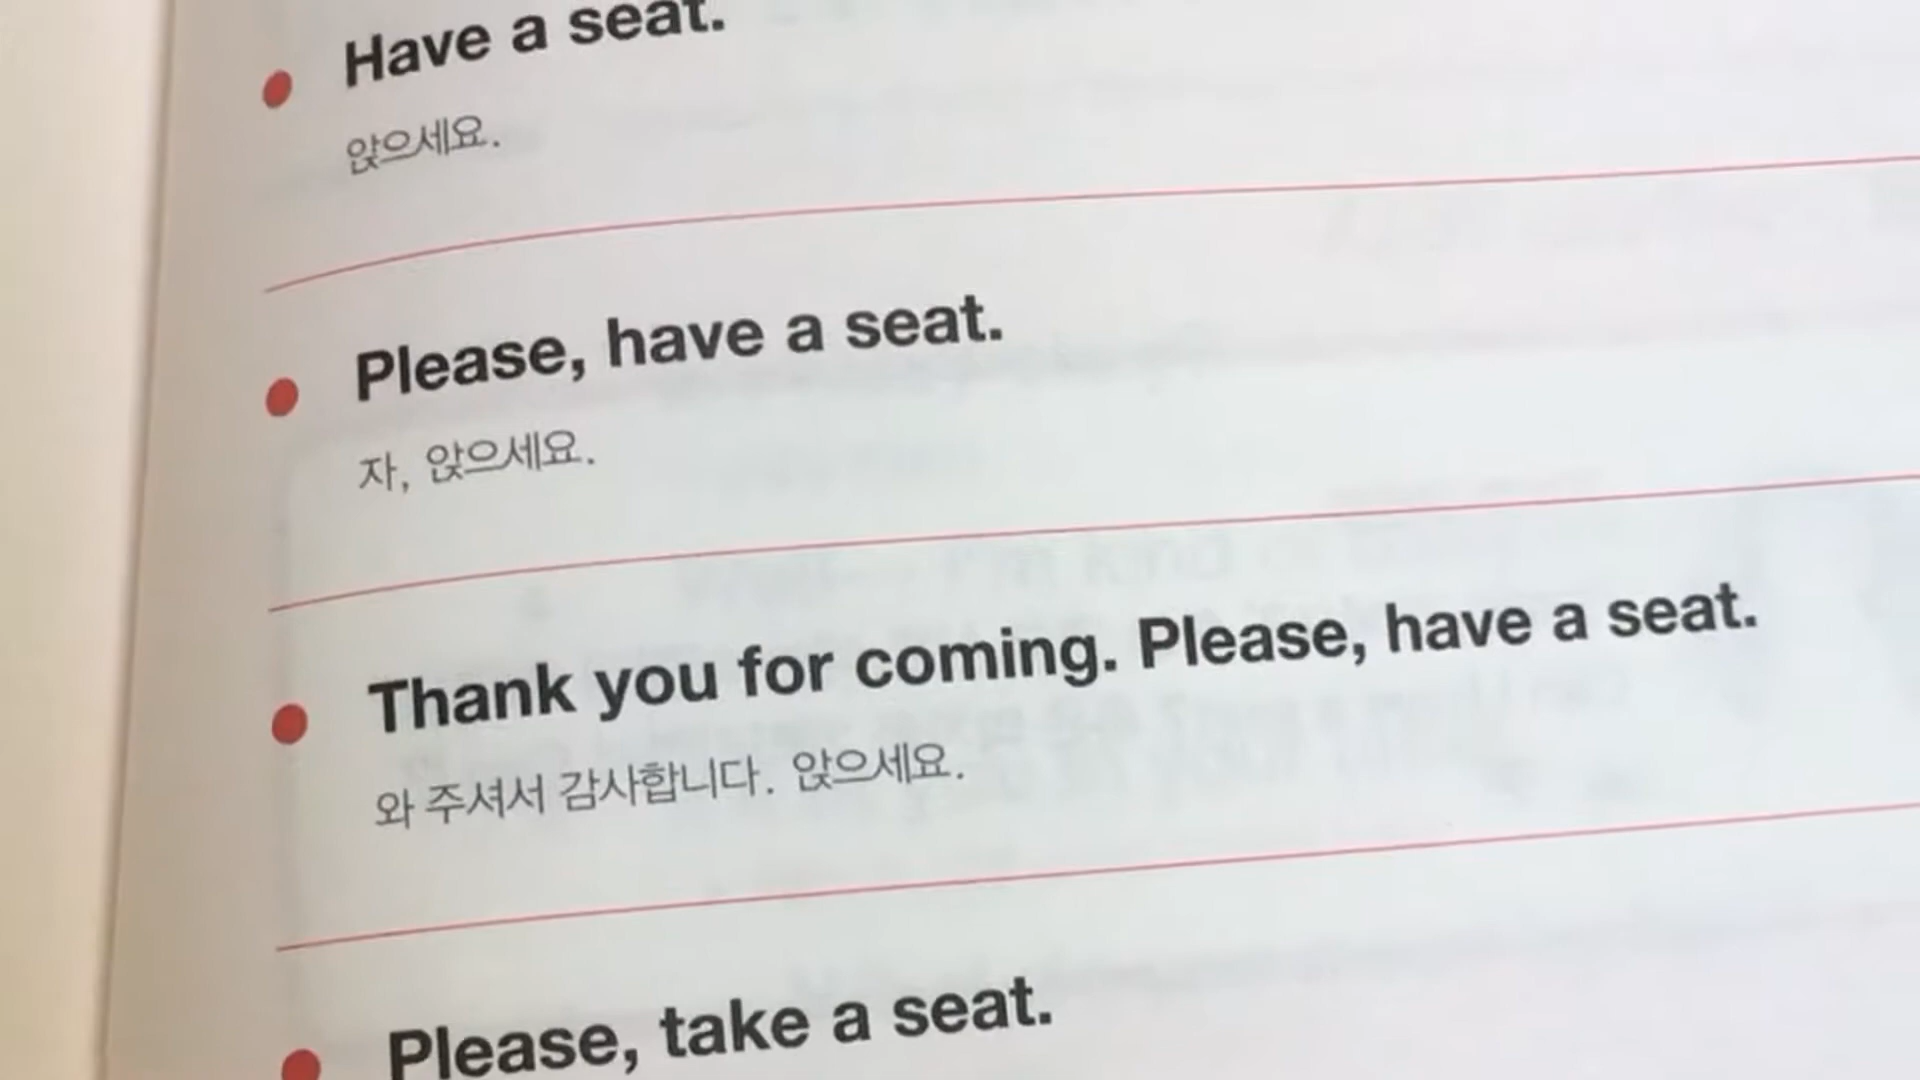 Have a seat.
앉으세요.
Please, have a seat.
자, 앉으세요.
Thank you for coming. Please, have a seat.
와 주셔서 감사합니다. 앉으세요.
Please, take a seat.